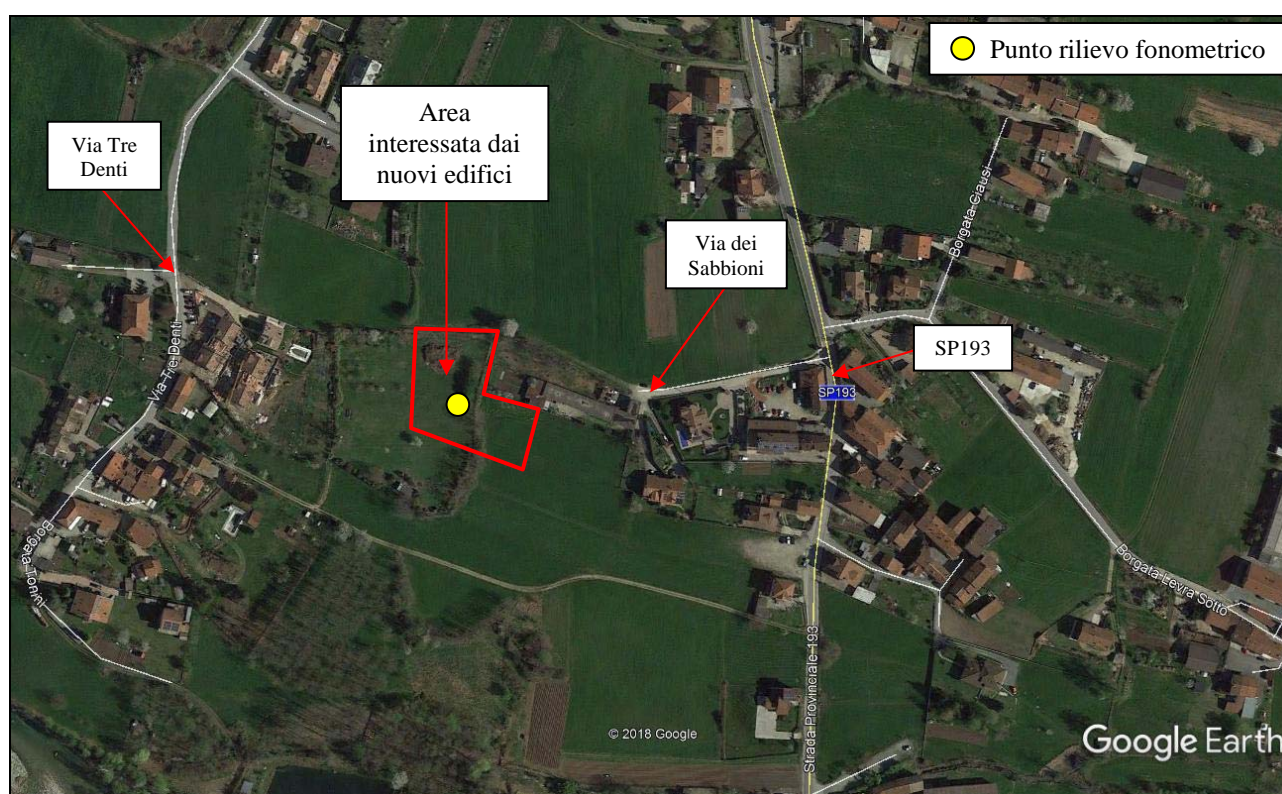 Punto rilievo fonometrico
Area
interessata dai
nuovi edifici
Via Tre
Denti
Via dei
Sabbioni
SP193
SP193
Borgata Clausi
Via Tre Denti
Borgata Tonni
Borgata Levra Sotto
Strada Provinciale 193
© 2018 Google
Google Earth